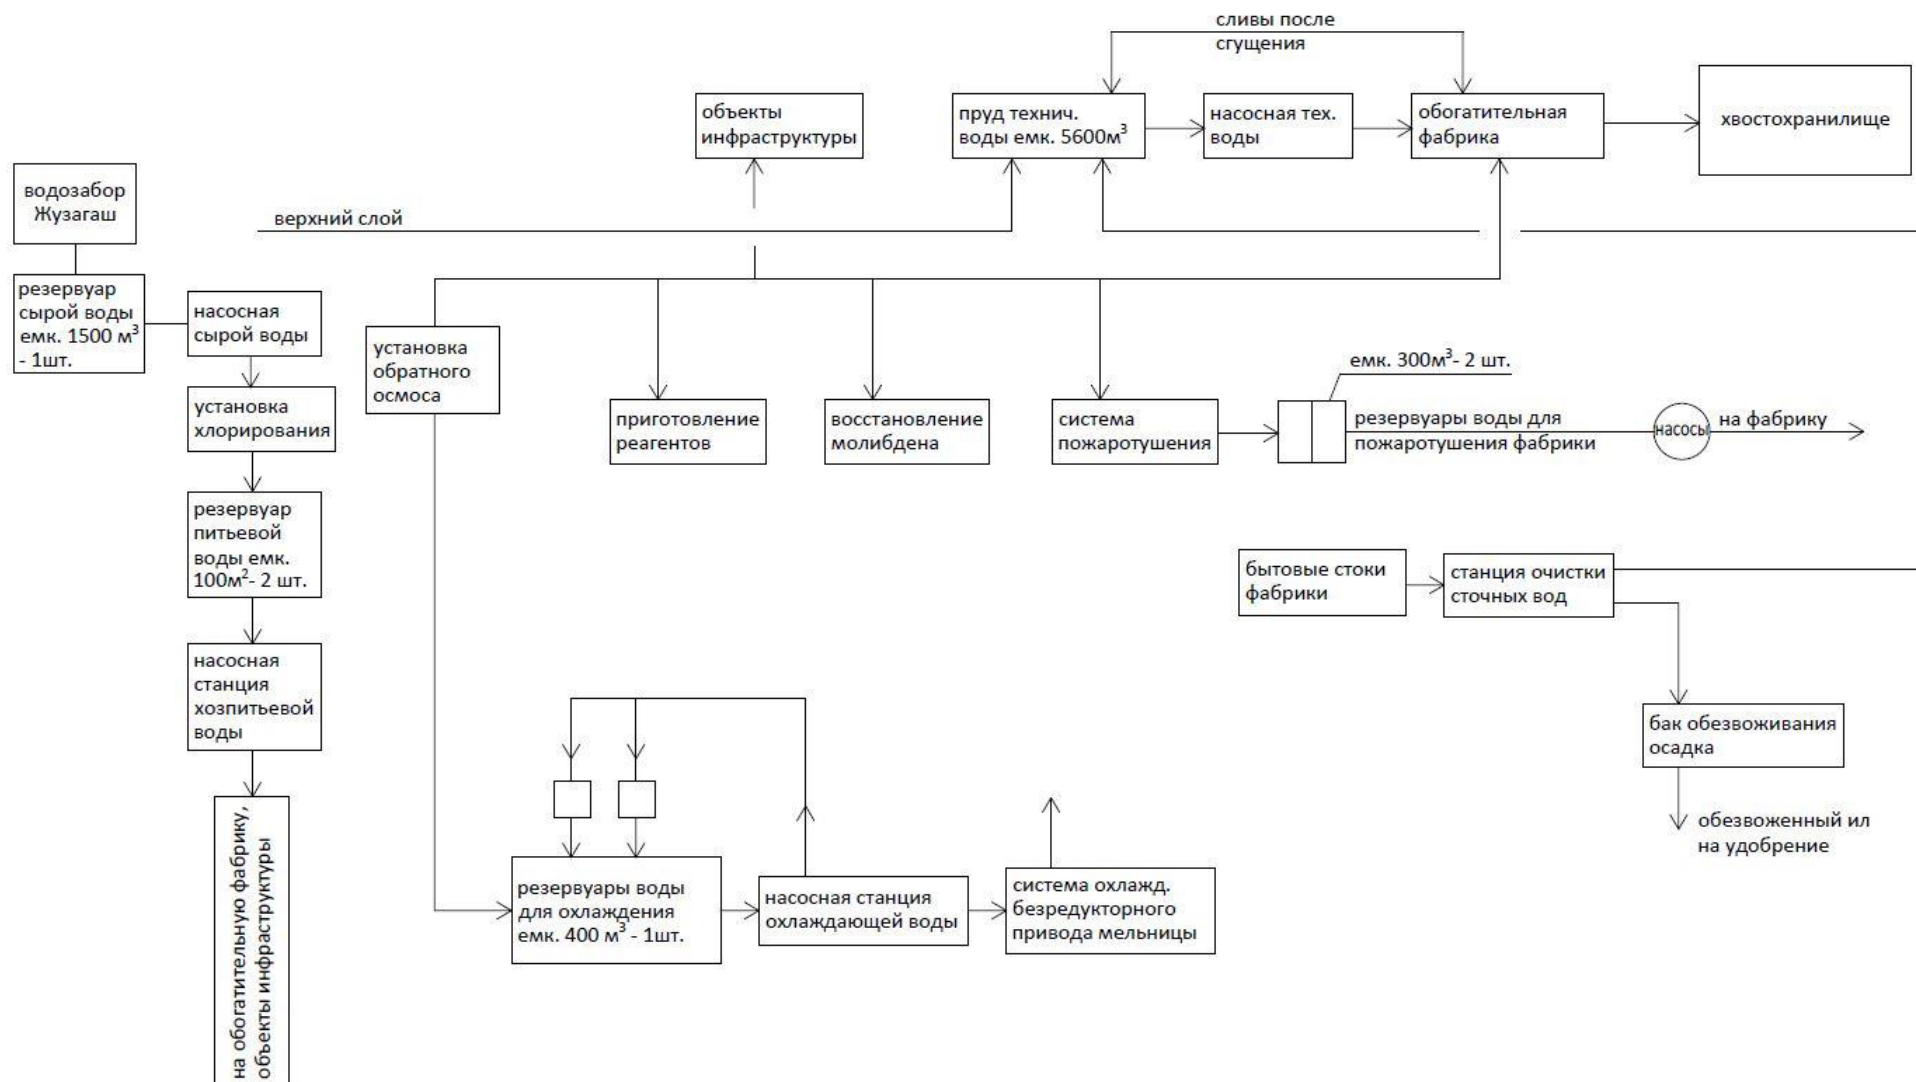 сливы после
сгущения
объекты
инфраструктуры
пруд технич.
воды емк. 5600м³
насосная тех.
воды
обогатительная
фабрика
хвостохранилище
водозабор
Жузагаш
верхний слой
резервуар
сырой воды
емк. 1500 м³
- 1шт.
насосная
сырой воды
установка
обратного
осмоса
установка
хлорирования
приготовление
реагентов
восстановление
молибдена
система
пожаротушения
емк. 300м³- 2 шт.
резервуары воды для
пожаротушения фабрики
насосы
на фабрику
резервуар
питьевой
воды емк.
100м²- 2 шт.
бытовые стоки
фабрики
станция очистки
сточных вод
насосная
станция
хозпитьевой
воды
бак обезвоживания
осадка
обезвоженный ил
на удобрение
на обогатительную фабрику,
объекты инфраструктуры
резервуары воды
для охлаждения
емк. 400 м³ - 1шт.
насосная станция
охлаждающей воды
система охлажд.
безредукторного
привода мельницы